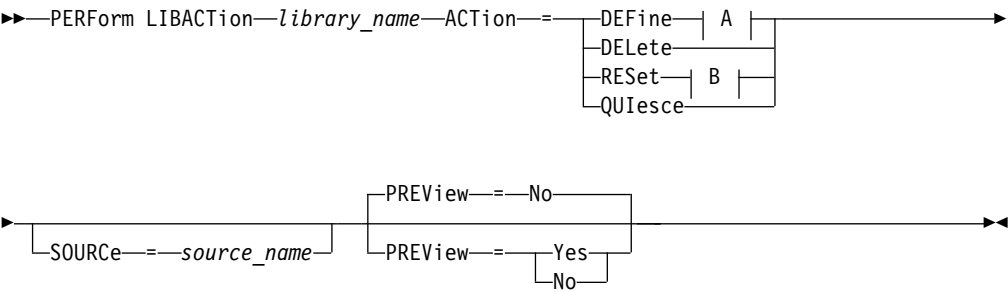 PERForm LIBACTion library_name ACTion = DEFine A
DELete
RESet B
QUIesce
PREView = No
SOURCe = source_name PREView = Yes
No